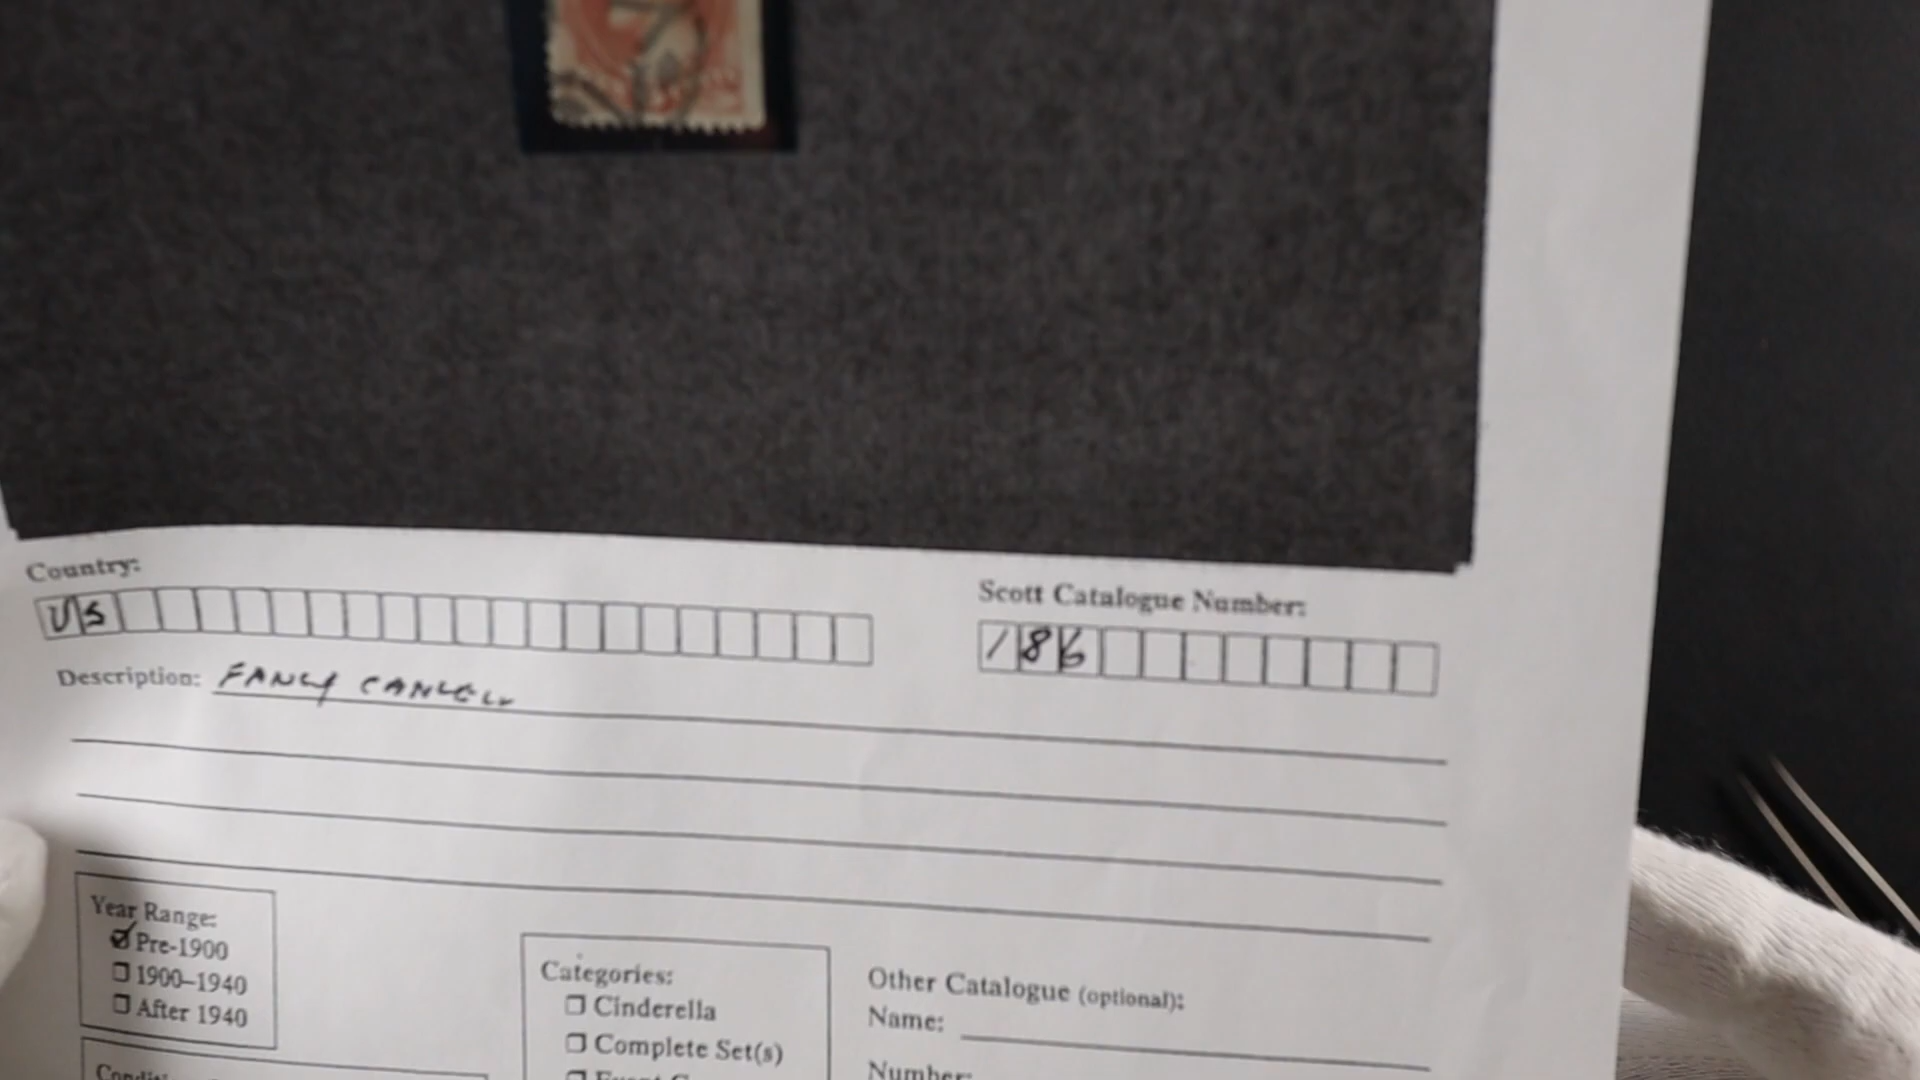 Country:
US
Scott Catalogue Number:
186
Description: FANCY CANCEL
Year Range:
Pre-1900
1900–1940
After 1940
Categories:
Cinderella
Complete Set(s)
Other Catalogue (optional):
Name:
Number: